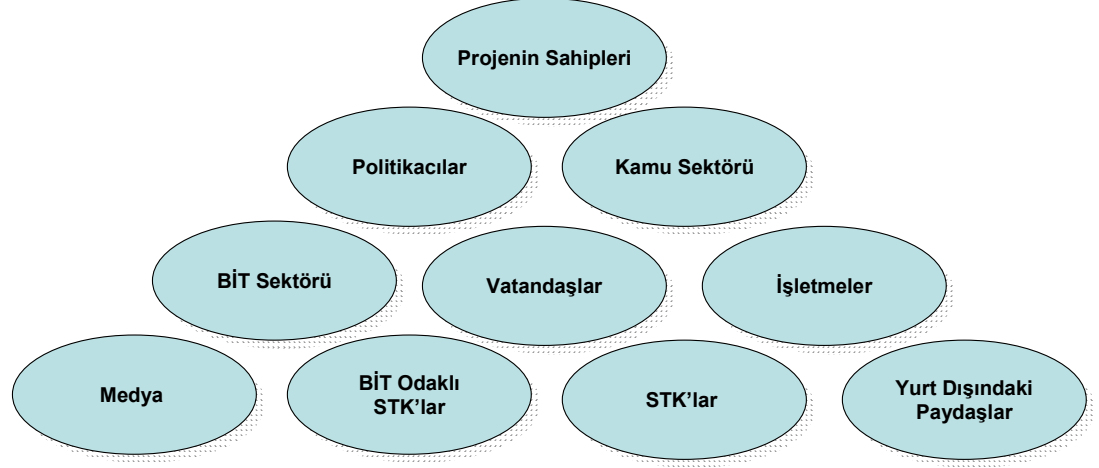 Projenin Sahipleri
Politikacılar
Kamu Sektörü
BİT Sektörü
Vatandaşlar
İşletmeler
Medya
BİT Odaklı
STK’lar
STK’lar
Yurt Dışındaki
Paydaşlar